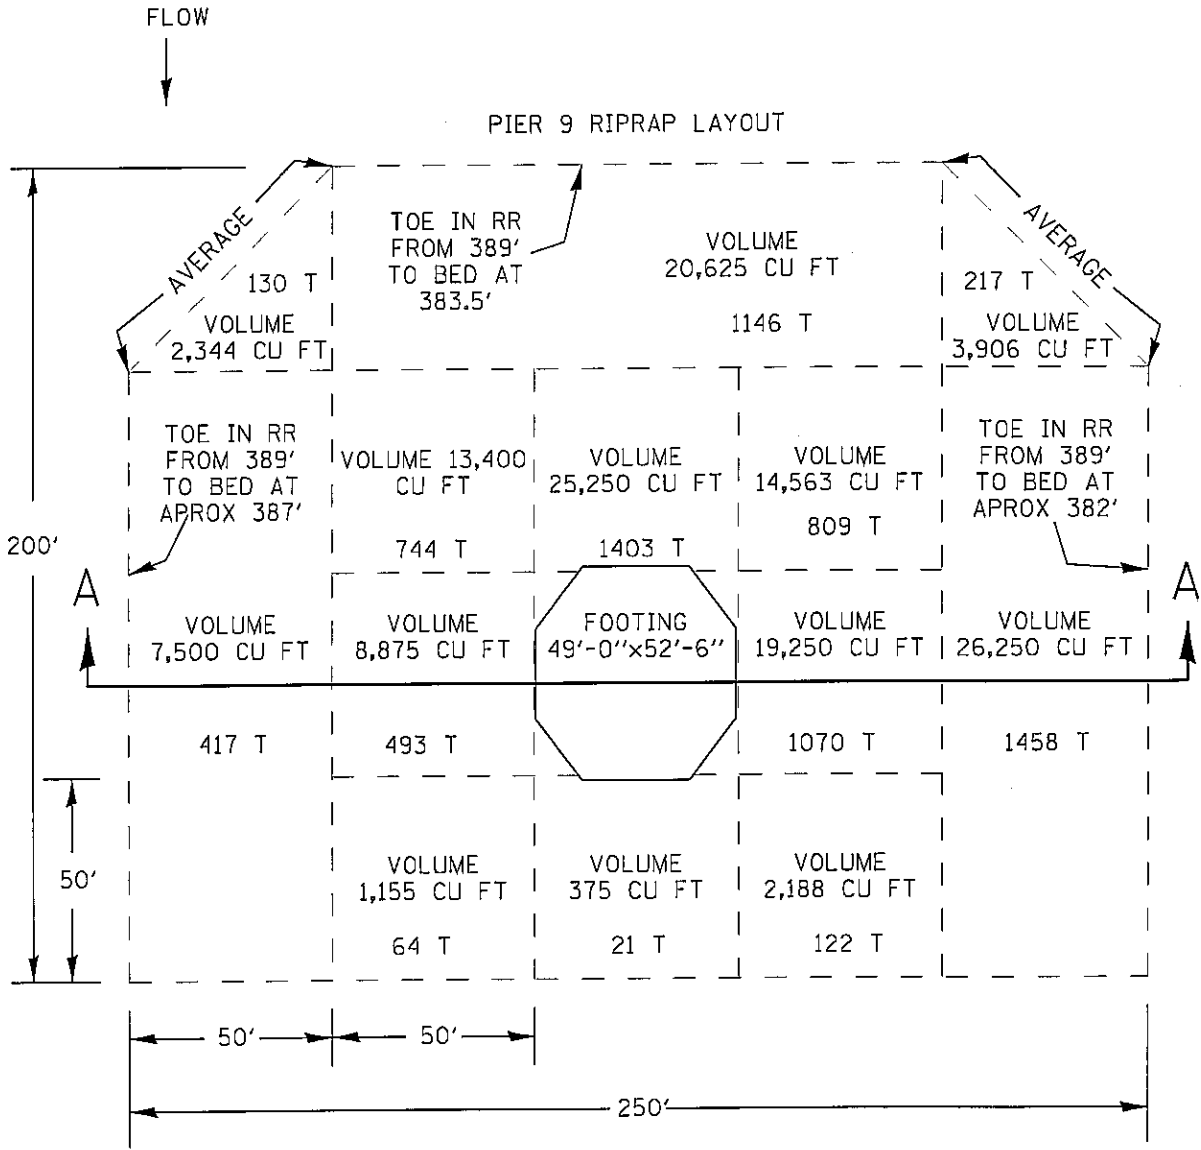 FLOW
PIER 9 RIPRAP LAYOUT
AVERAGE
130 T
VOLUME
2,344 CU FT
TOE IN RR
FROM 389'
TO BED AT
383.5'
VOLUME
20,625 CU FT
1146 T
AVERAGE
217 T
VOLUME
3,906 CU FT
TOE IN RR
FROM 389'
TO BED AT
APROX 387'
VOLUME 13,400
CU FT
744 T
VOLUME
25,250 CU FT
1403 T
VOLUME
14,563 CU FT
809 T
TOE IN RR
FROM 389'
TO BED AT
APROX 382'
200'
A
A
VOLUME
7,500 CU FT
417 T
VOLUME
8,875 CU FT
493 T
FOOTING
49'-0"x52'-6"
VOLUME
19,250 CU FT
1070 T
VOLUME
26,250 CU FT
1458 T
50'
VOLUME
1,155 CU FT
64 T
VOLUME
375 CU FT
21 T
VOLUME
2,188 CU FT
122 T
50'
50'
250'